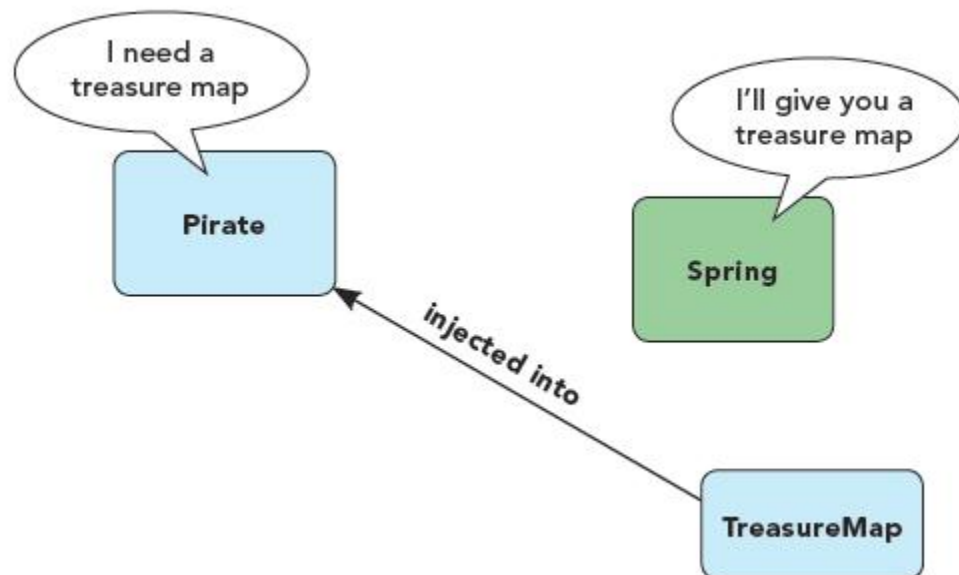 I need a
treasure map
I'll give you a
treasure map
Pirate
Spring
injected into
TreasureMap